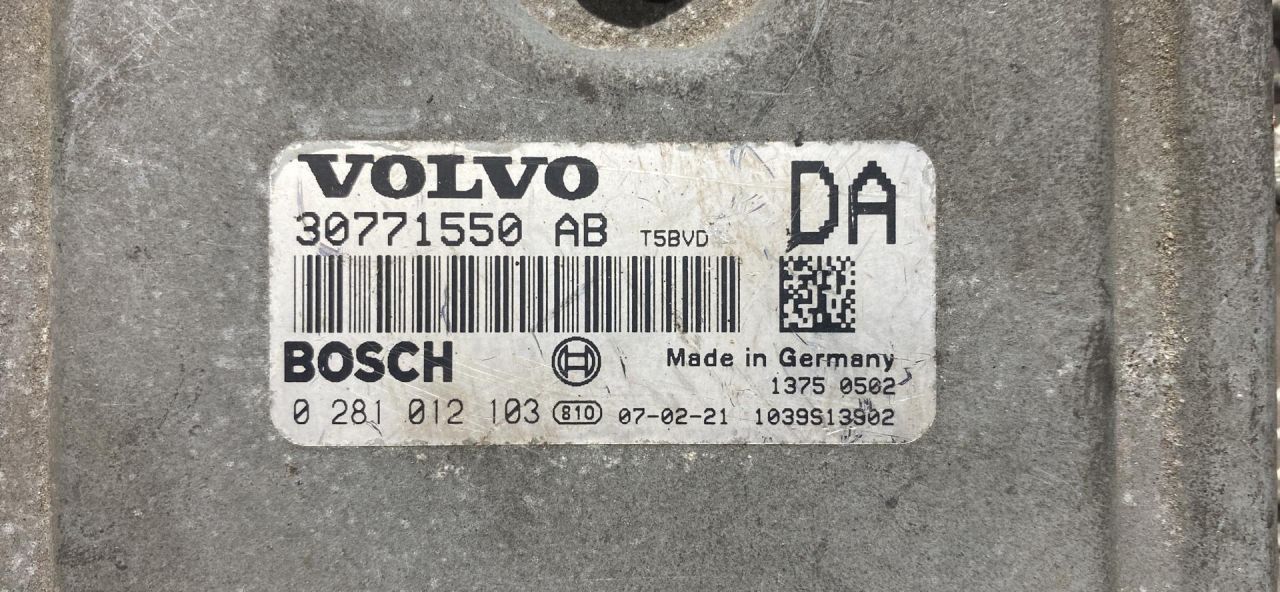 VOLVO
30771550 AB T5BVD
DA
BOSCH
Made in Germany
1375 0502
0 281 012 103 810 07-02-21 1039S13902